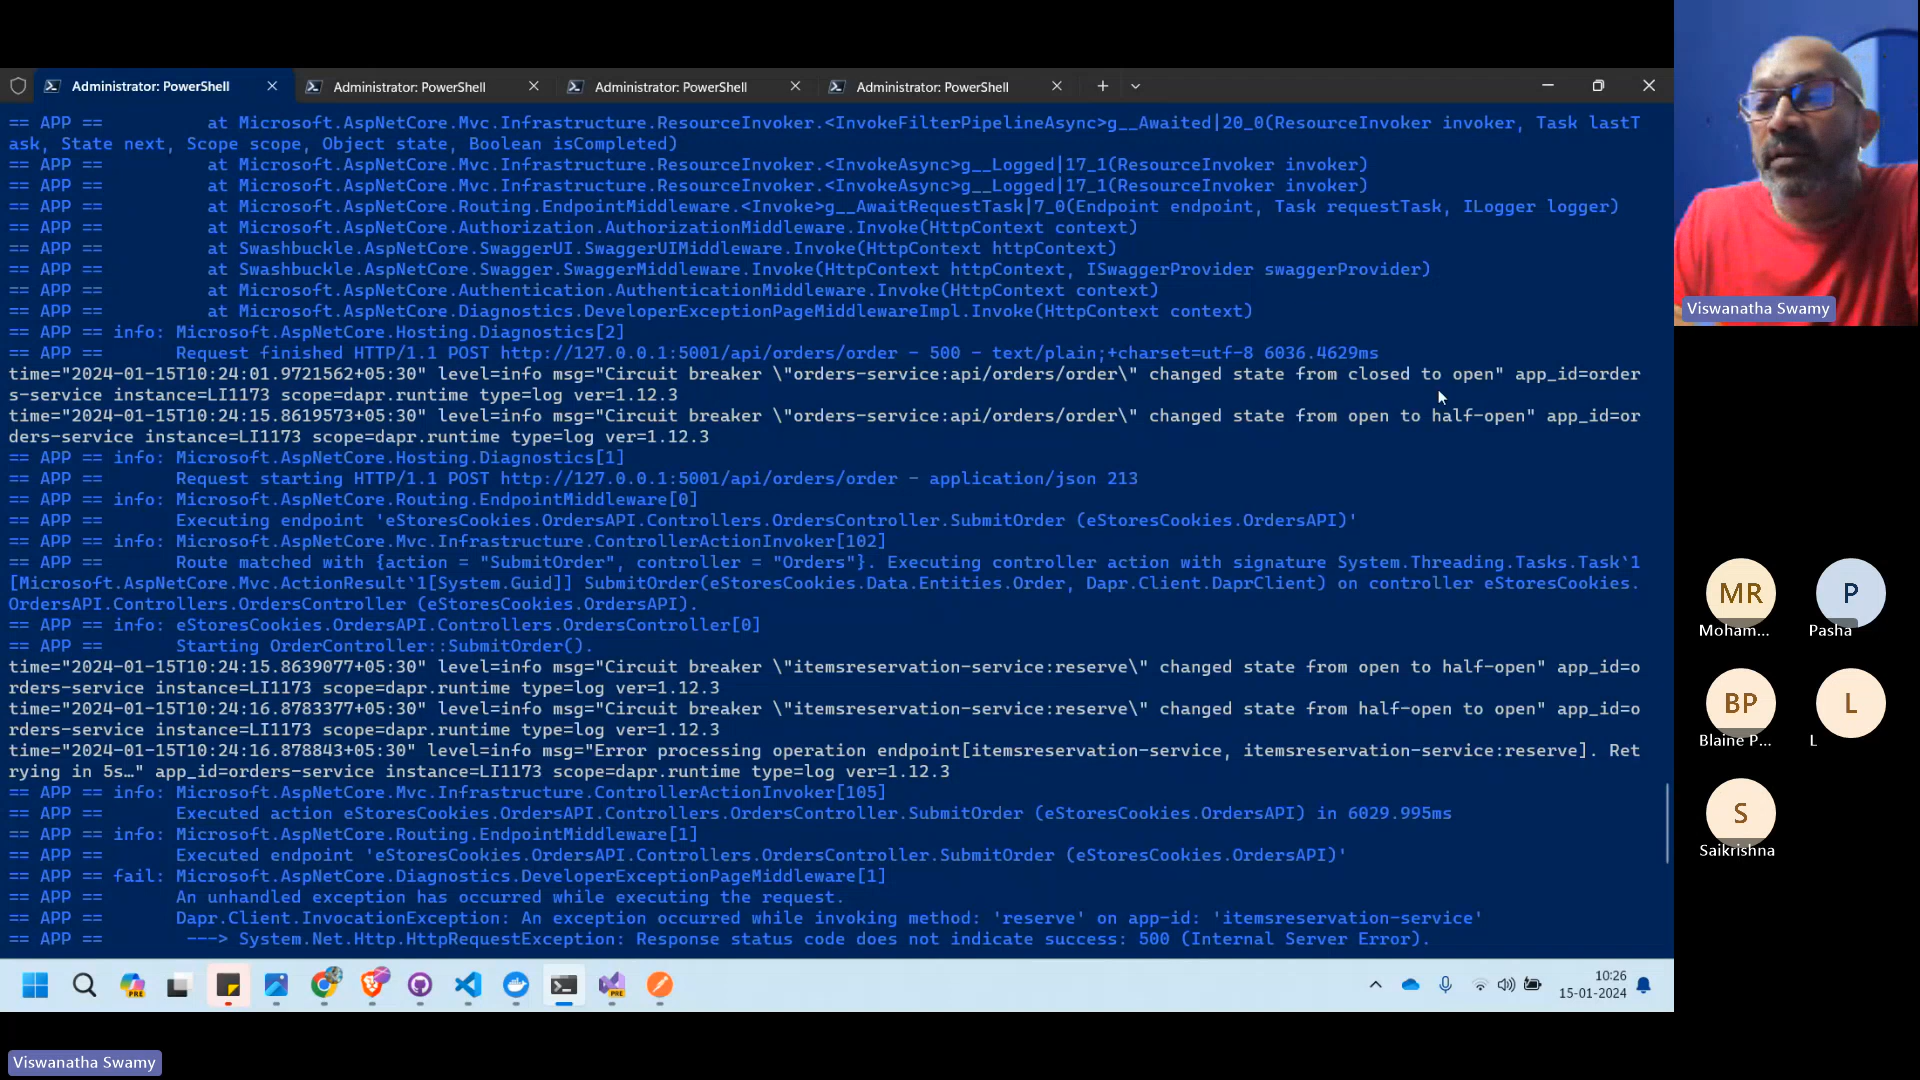 Administrator: PowerShell
Administrator: PowerShell
Administrator: PowerShell
Administrator: PowerShell
== APP ==          at Microsoft.AspNetCore.Mvc.Infrastructure.ResourceInvoker.<InvokeFilterPipelineAsync>g__Awaited|20_0(ResourceInvoker invoker, Task lastT
ask, State next, Scope scope, Object state, Boolean isCompleted)
== APP ==          at Microsoft.AspNetCore.Mvc.Infrastructure.ResourceInvoker.<InvokeAsync>g__Logged|17_1(ResourceInvoker invoker)
== APP ==          at Microsoft.AspNetCore.Mvc.Infrastructure.ResourceInvoker.<InvokeAsync>g__Logged|17_1(ResourceInvoker invoker)
== APP ==          at Microsoft.AspNetCore.Routing.EndpointMiddleware.<Invoke>g__AwaitRequestTask|7_0(Endpoint endpoint, Task requestTask, ILogger logger)
== APP ==          at Microsoft.AspNetCore.Authorization.AuthorizationMiddleware.Invoke(HttpContext context)
== APP ==          at Swashbuckle.AspNetCore.SwaggerUI.SwaggerUIMiddleware.Invoke(HttpContext httpContext)
== APP ==          at Swashbuckle.AspNetCore.Swagger.SwaggerMiddleware.Invoke(HttpContext httpContext, ISwaggerProvider swaggerProvider)
== APP ==          at Microsoft.AspNetCore.Authentication.AuthenticationMiddleware.Invoke(HttpContext context)
== APP ==          at Microsoft.AspNetCore.Diagnostics.DeveloperExceptionPageMiddlewareImpl.Invoke(HttpContext context)
== APP == info: Microsoft.AspNetCore.Hosting.Diagnostics[2]
== APP ==       Request finished HTTP/1.1 POST http://127.0.0.1:5001/api/orders/order - 500 - text/plain;+charset=utf-8 6036.4629ms
time="2024-01-15T10:24:01.9721562+05:30" level=info msg="Circuit breaker \"orders-service:api/orders/order\" changed state from closed to open" app_id=order
s-service instance=LI1173 scope=dapr.runtime type=log ver=1.12.3
time="2024-01-15T10:24:15.8619573+05:30" level=info msg="Circuit breaker \"orders-service:api/orders/order\" changed state from open to half-open" app_id=or
ders-service instance=LI1173 scope=dapr.runtime type=log ver=1.12.3
== APP == info: Microsoft.AspNetCore.Hosting.Diagnostics[1]
== APP ==       Request starting HTTP/1.1 POST http://127.0.0.1:5001/api/orders/order - application/json 213
== APP == info: Microsoft.AspNetCore.Routing.EndpointMiddleware[0]
== APP ==       Executing endpoint 'eStoresCookies.OrdersAPI.Controllers.OrdersController.SubmitOrder (eStoresCookies.OrdersAPI)'
== APP == info: Microsoft.AspNetCore.Mvc.Infrastructure.ControllerActionInvoker[102]
== APP ==       Route matched with {action = "SubmitOrder", controller = "Orders"}. Executing controller action with signature System.Threading.Tasks.Task`1
[Microsoft.AspNetCore.Mvc.ActionResult`1[System.Guid]] SubmitOrder(eStoresCookies.Data.Entities.Order, Dapr.Client.DaprClient) on controller eStoresCookies.
OrdersAPI.Controllers.OrdersController (eStoresCookies.OrdersAPI).
== APP == info: eStoresCookies.OrdersAPI.Controllers.OrdersController[0]
== APP ==       Starting OrderController::SubmitOrder().
time="2024-01-15T10:24:15.8639077+05:30" level=info msg="Circuit breaker \"itemsreservation-service:reserve\" changed state from open to half-open" app_id=o
rders-service instance=LI1173 scope=dapr.runtime type=log ver=1.12.3
time="2024-01-15T10:24:16.8783377+05:30" level=info msg="Circuit breaker \"itemsreservation-service:reserve\" changed state from half-open to open" app_id=o
rders-service instance=LI1173 scope=dapr.runtime type=log ver=1.12.3
time="2024-01-15T10:24:16.878843+05:30" level=info msg="Error processing operation endpoint[itemsreservation-service, itemsreservation-service:reserve]. Ret
rying in 5s…" app_id=orders-service instance=LI1173 scope=dapr.runtime type=log ver=1.12.3
== APP == info: Microsoft.AspNetCore.Mvc.Infrastructure.ControllerActionInvoker[105]
== APP ==       Executed action eStoresCookies.OrdersAPI.Controllers.OrdersController.SubmitOrder (eStoresCookies.OrdersAPI) in 6029.995ms
== APP == info: Microsoft.AspNetCore.Routing.EndpointMiddleware[1]
== APP ==       Executed endpoint 'eStoresCookies.OrdersAPI.Controllers.OrdersController.SubmitOrder (eStoresCookies.OrdersAPI)'
== APP == fail: Microsoft.AspNetCore.Diagnostics.DeveloperExceptionPageMiddleware[1]
== APP ==       An unhandled exception has occurred while executing the request.
== APP ==       Dapr.Client.InvocationException: An exception occurred while invoking method: 'reserve' on app-id: 'itemsreservation-service'
== APP ==        ---> System.Net.Http.HttpRequestException: Response status code does not indicate success: 500 (Internal Server Error).
PRE
PRE
10:26
15-01-2024
Viswanatha Swamy
MR
Moham...
P
Pasha
BP
Blaine P...
L
L
S
Saikrishna
Viswanatha Swamy